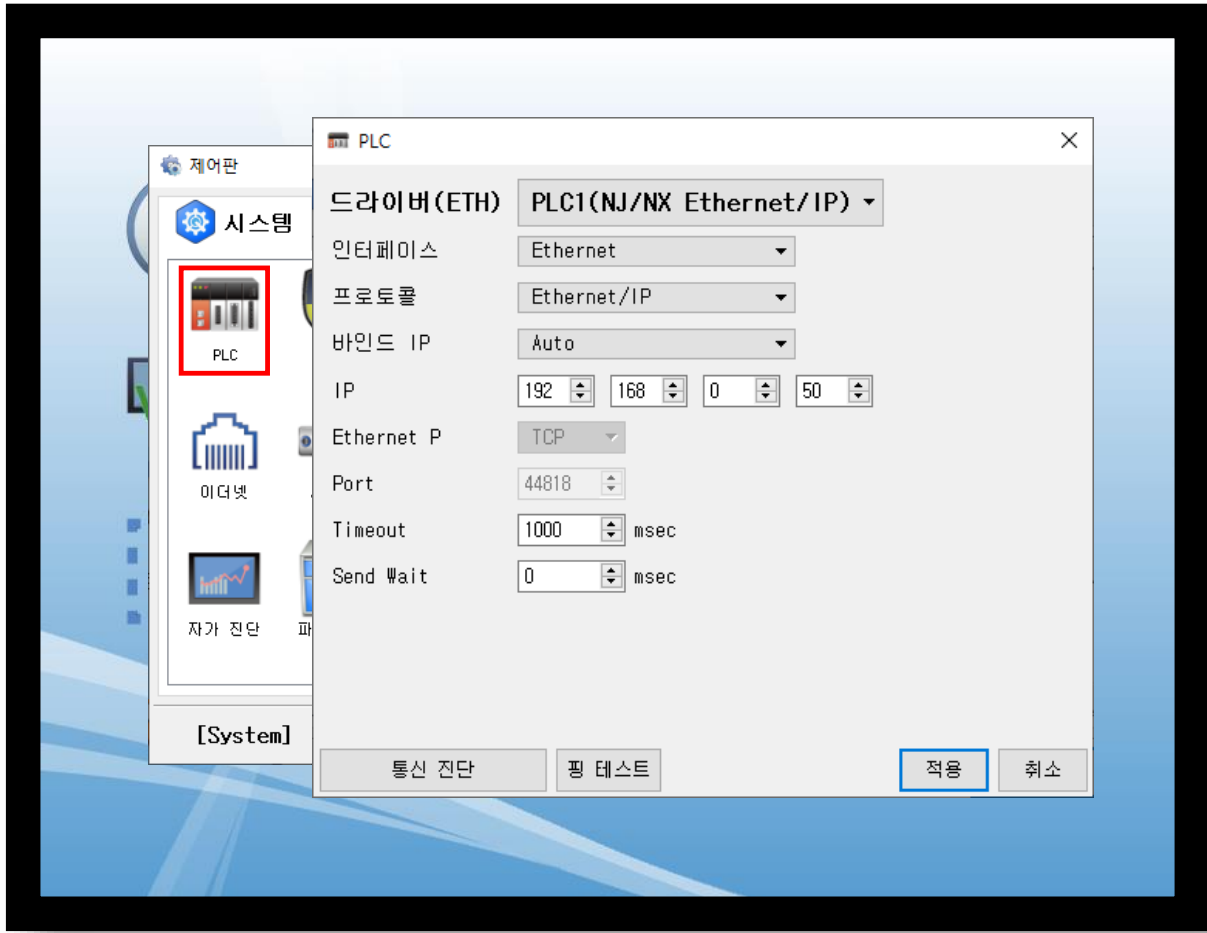 PLC
제어판
드라이버(ETH) PLC1(NJ/NX Ethernet/IP)
시스템
인터페이스 Ethernet
프로토콜 Ethernet/IP
PLC
바인드 IP Auto
IP 192 168 0 50
Ethernet P TCP
Port 44818
이더넷
Timeout 1000 msec
Send Wait 0 msec
자가 진단
파
[System]
통신 진단 핑 테스트 적용 취소